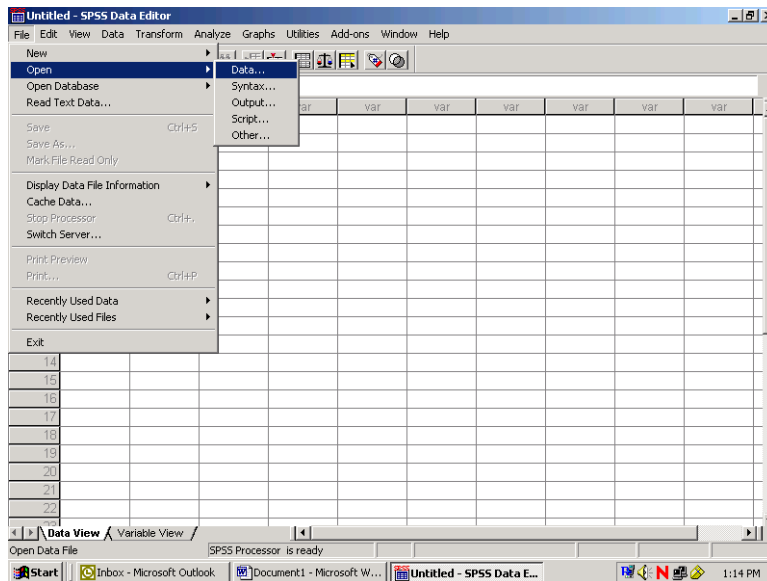 Untitled - SPSS Data Editor
File Edit View Data Transform Analyze Graphs Utilities Add-ons Window Help
New
Open
Open Database
Read Text Data...
Save Ctrl+S
Save As...
Mark File Read Only
Display Data File Information
Cache Data...
Stop Processor Ctrl+.
Switch Server...
Print Preview
Print... Ctrl+P
Recently Used Data
Recently Used Files
Exit
Data...
Syntax...
Output...
Script...
Other...
var var var var var var
14
15
16
17
18
19
20
21
22
Data View Variable View
Open Data File SPSS Processor is ready
Start Inbox - Microsoft Outlook Document1 - Microsoft W... Untitled - SPSS Data E... N 1:14 PM